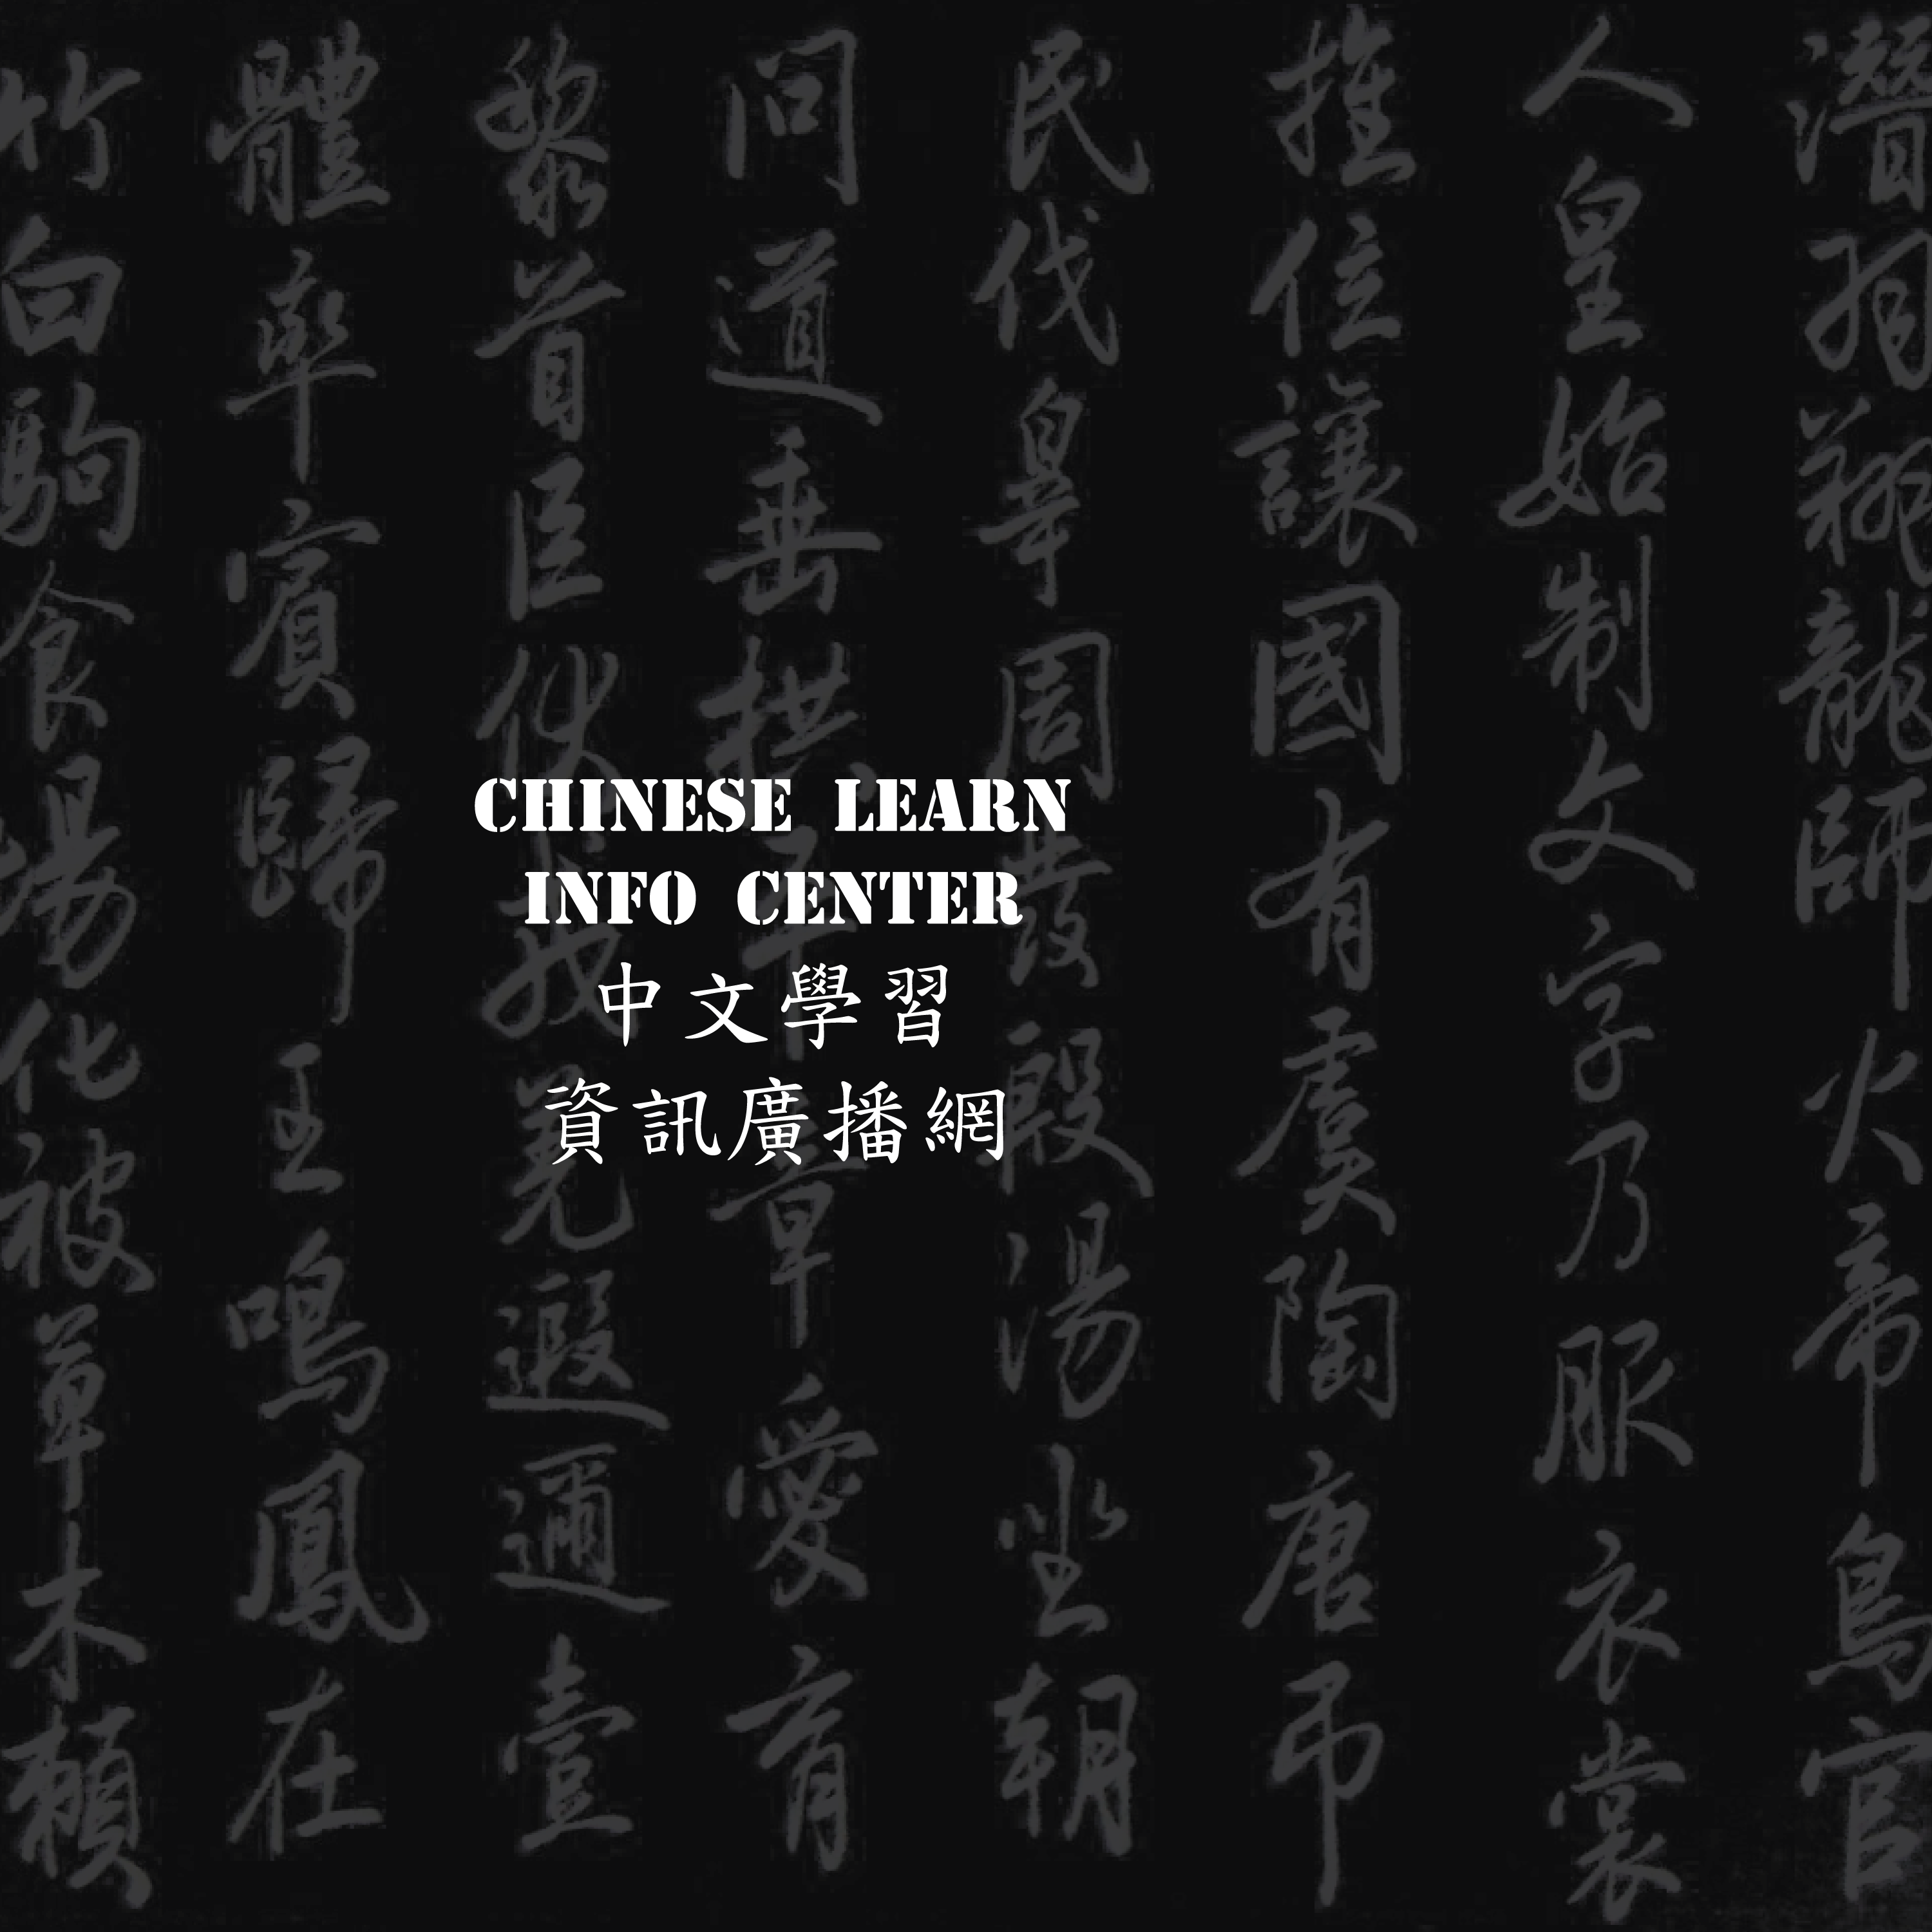 CHINESE LEARN
INFO CENTER
中文學習
資訊廣播網
潛羽翔龍師火帝鳥官
人皇始制文字乃服衣裳
推位讓國有虞陶唐弔
民伐辠周發殷湯坐朝
問道垂拱平章愛育
黎首臣伏戎羌遐邇壹
體率賓歸王鳴鳳在
竹白駒食場化被草木賴